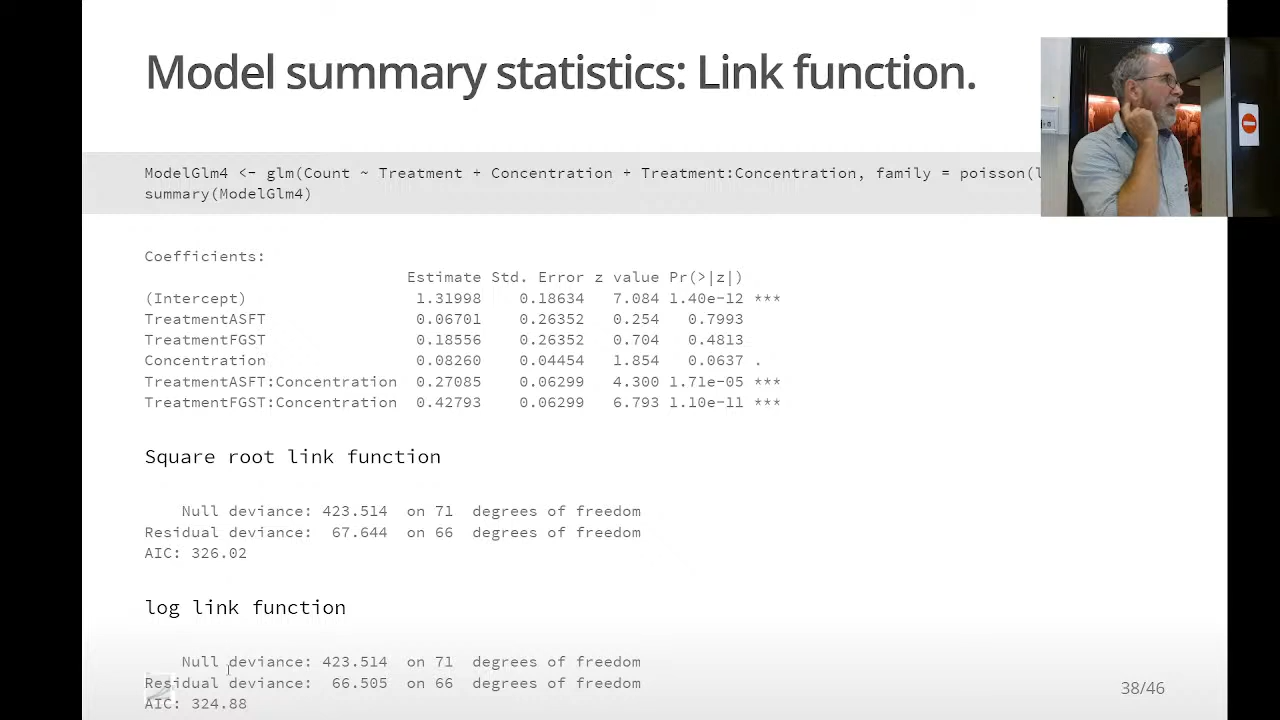 Model summary statistics: Link function.
ModelGlm4 <- glm(Count ~ Treatment + Concentration + Treatment:Concentration, family = poisson(l
summary(ModelGlm4)
Coefficients:
Estimate Std. Error z value Pr(>|z|)
(Intercept) 1.31998 0.18634 7.084 1.40e-12 ***
TreatmentASFT 0.06701 0.26352 0.254 0.7993
TreatmentFGST 0.18556 0.26352 0.704 0.4813
Concentration 0.08260 0.04454 1.854 0.0637 .
TreatmentASFT:Concentration 0.27085 0.06299 4.300 1.71e-05 ***
TreatmentFGST:Concentration 0.42793 0.06299 6.793 1.10e-11 ***
Square root link function
Null deviance: 423.514 on 71 degrees of freedom
Residual deviance: 67.644 on 66 degrees of freedom
AIC: 326.02
log link function
Null deviance: 423.514 on 71 degrees of freedom
Residual deviance: 66.505 on 66 degrees of freedom
AIC: 324.88
38/46